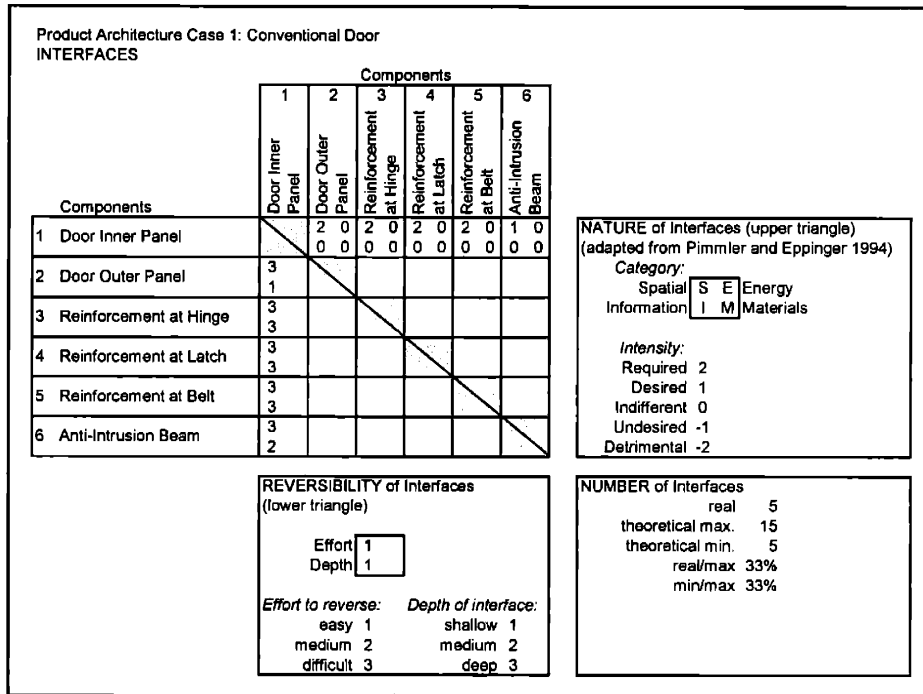 Product Architecture Case 1: Conventional Door
INTERFACES
Components
1 2 3 4 5 6
Door Inner Panel
Door Outer Panel
Reinforcement at Hinge
Reinforcement at Latch
Reinforcement at Belt
Anti-Intrusion Beam
Components
1 Door Inner Panel 2 0 2 0 2 0 2 0 1 0
0 0 0 0 0 0 0 0 0 0
2 Door Outer Panel 3
1
3 Reinforcement at Hinge 3
3
4 Reinforcement at Latch 3
3
5 Reinforcement at Belt 3
3
6 Anti-Intrusion Beam 3
2
NATURE of Interfaces (upper triangle)
(adapted from Pimmler and Eppinger 1994)
Category:
Spatial S E Energy
Information I M Materials
Intensity:
Required 2
Desired 1
Indifferent 0
Undesired -1
Detrimental -2
REVERSIBILITY of Interfaces
(lower triangle)
Effort 1
Depth 1
Effort to reverse: Depth of interface:
easy 1 shallow 1
medium 2 medium 2
difficult 3 deep 3
NUMBER of Interfaces
real 5
theoretical max. 15
theoretical min. 5
real/max 33%
min/max 33%